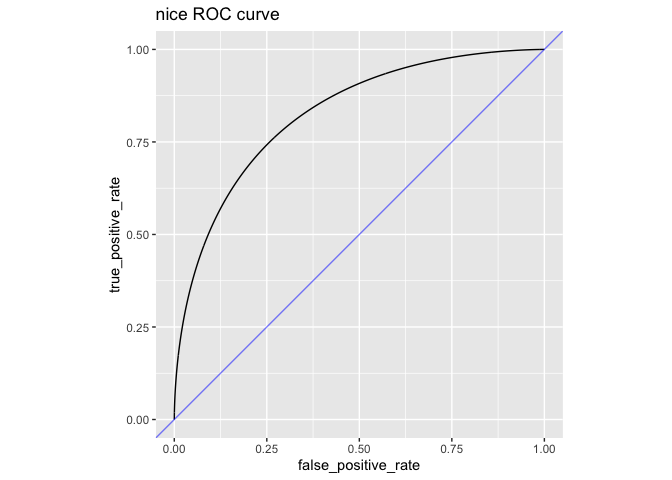 nice ROC curve
1.00
0.75
0.50
0.25
0.00
true_positive_rate
0.00 0.25 0.50 0.75 1.00
false_positive_rate